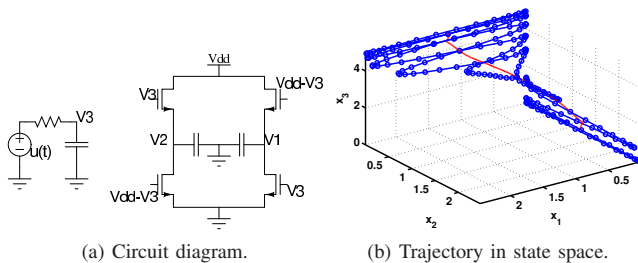 Vdd
V3
Vdd-V3
V3
u(t)
V2
V1
Vdd-V3
V3
4
2
0
x3
0.5
1
1.5
2
x2
2
1.5
1
0.5
x1
(a) Circuit diagram.
(b) Trajectory in state space.